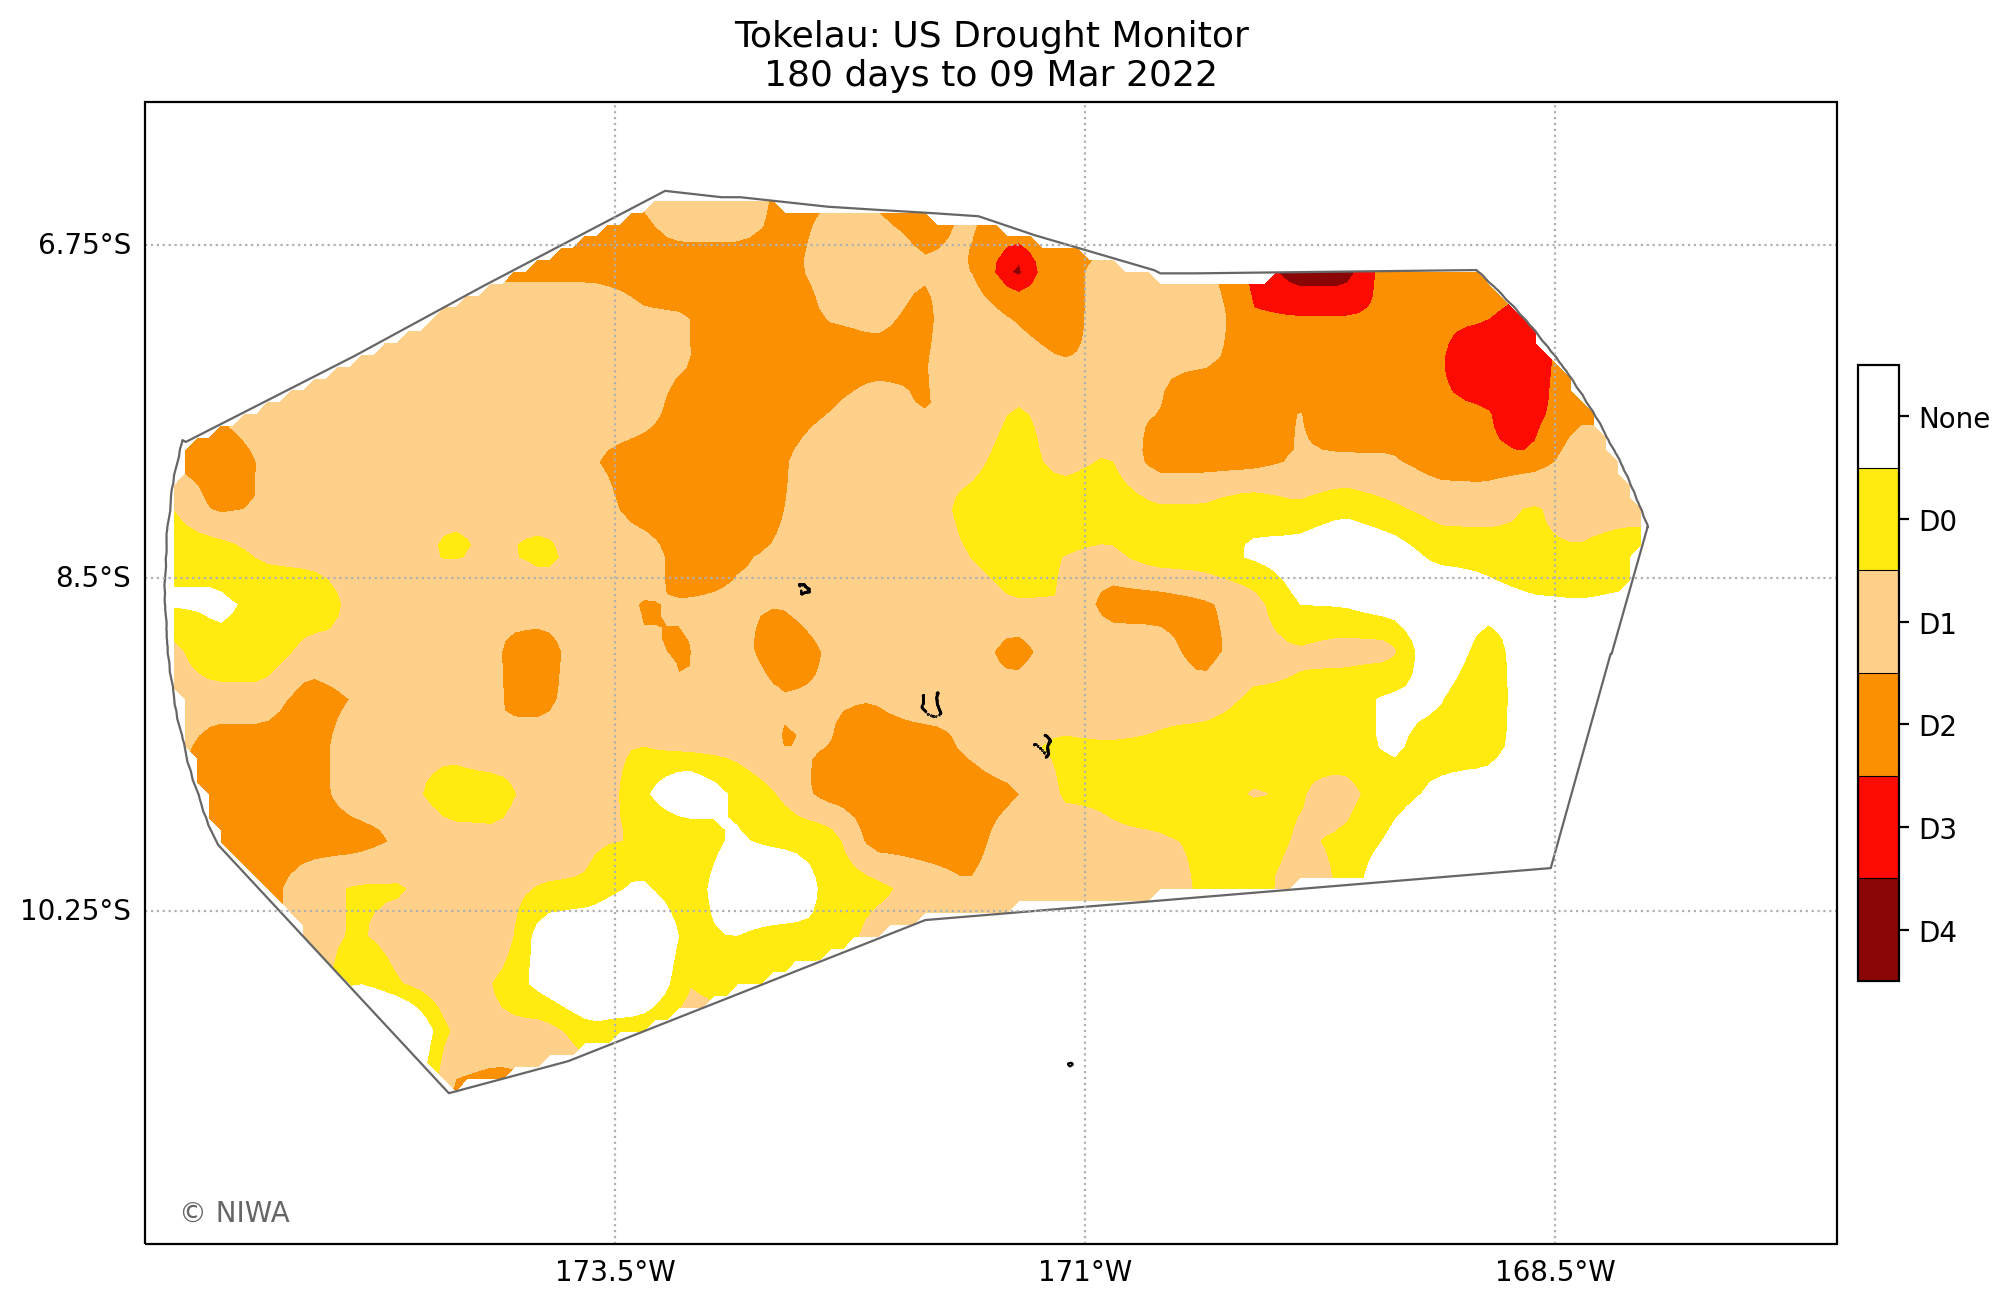 Tokelau: US Drought Monitor
180 days to 09 Mar 2022
6.75°S
8.5°S
10.25°S
173.5°W
171°W
168.5°W
None
D0
D1
D2
D3
D4
© NIWA